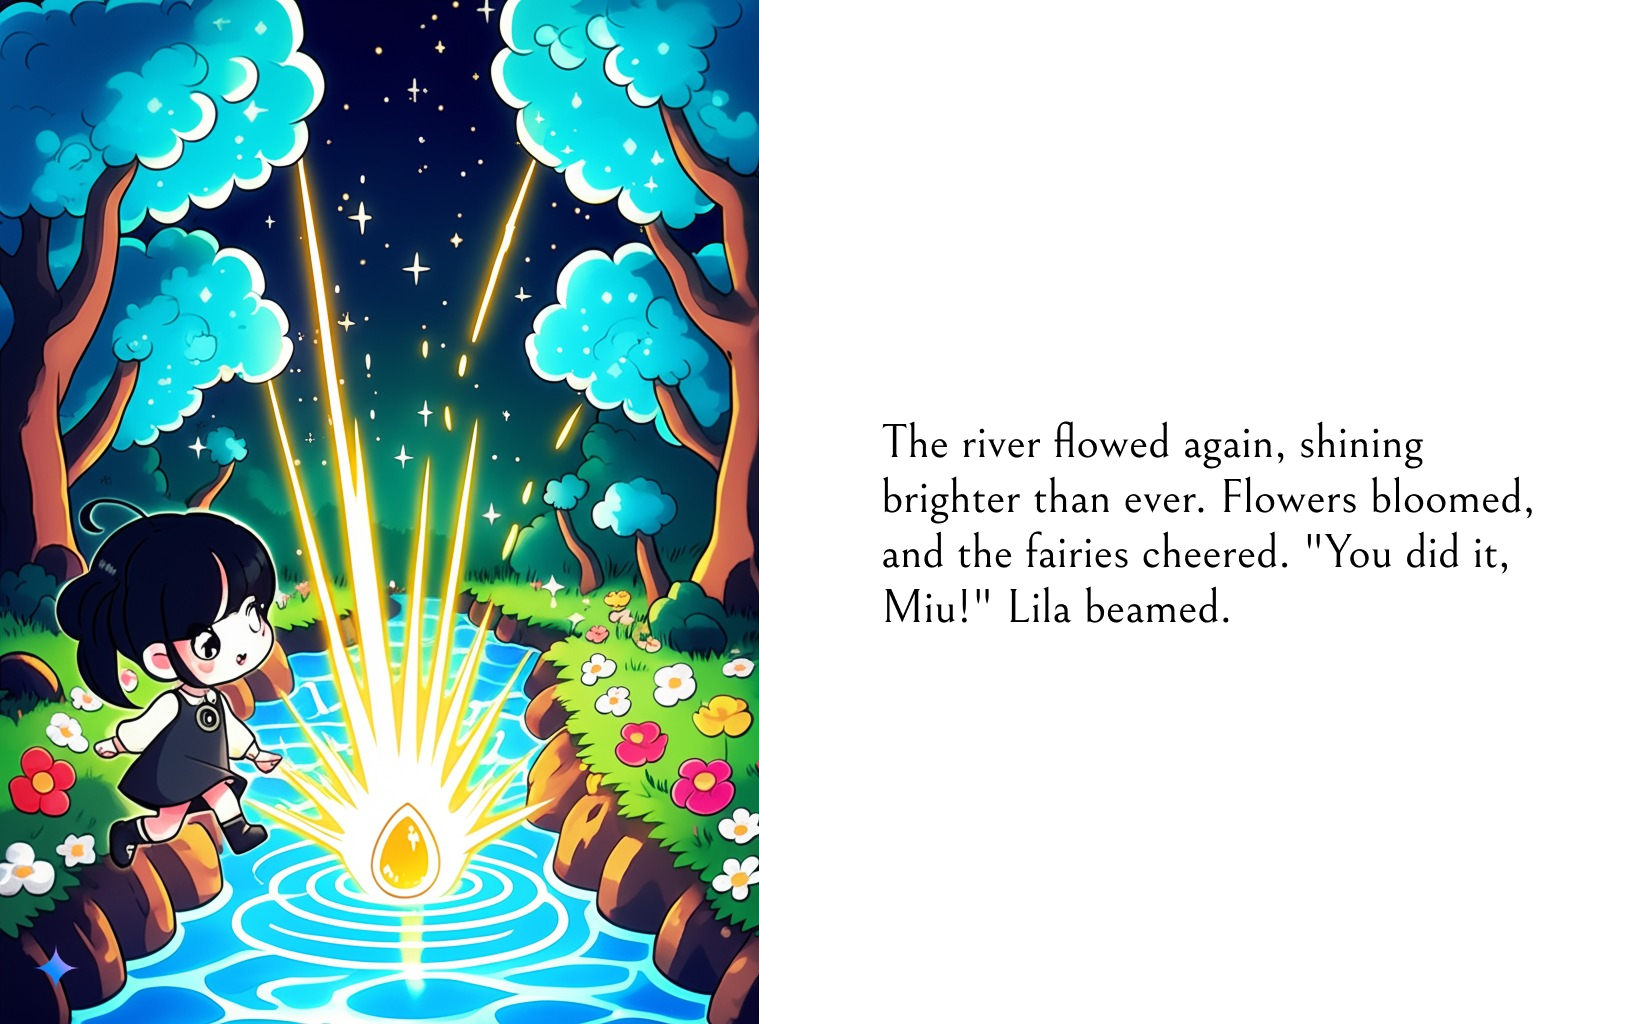 The river flowed again, shining
brighter than ever. Flowers bloomed,
and the fairies cheered. "You did it,
Miu!" Lila beamed.